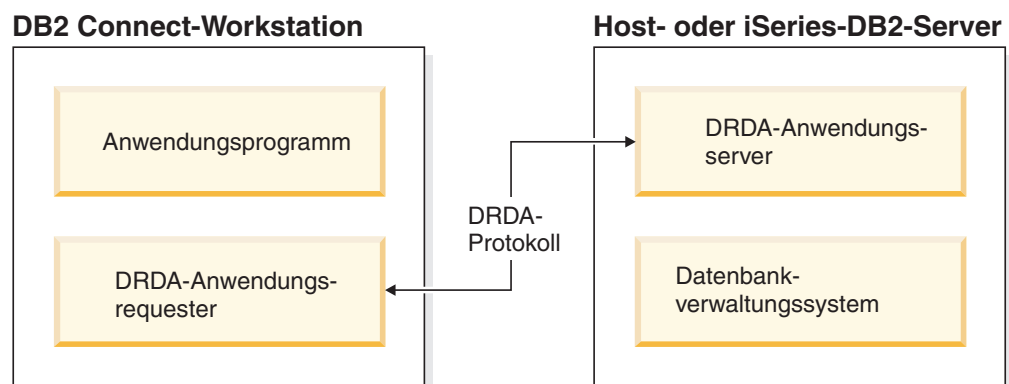 DB2 Connect-Workstation
Anwendungsprogramm
DRDA-Anwendungs-
requester
DRDA-
Protokoll
Host- oder iSeries-DB2-Server
DRDA-Anwendungs-
server
Datenbank-
verwaltungssystem